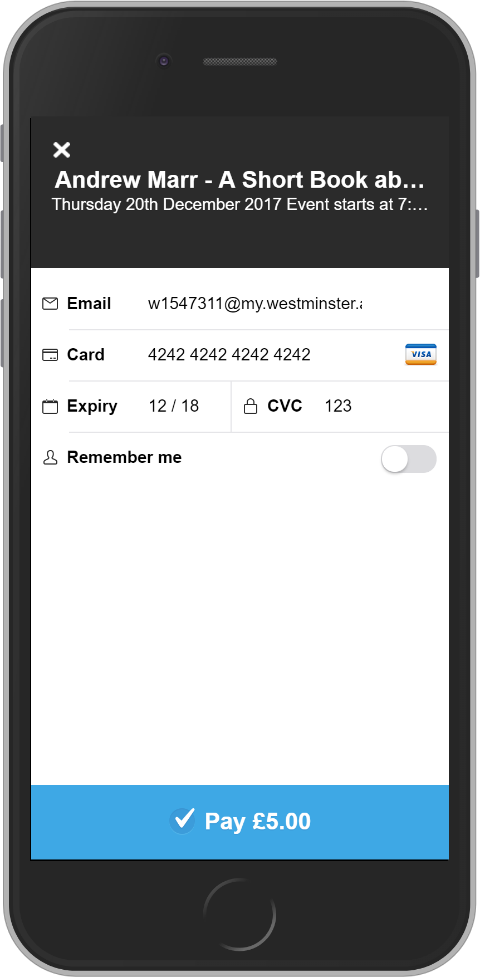 Andrew Marr - A Short Book ab...
Thursday 20th December 2017 Event starts at 7:...
Email w1547311@my.westminster.a
Card 4242 4242 4242 4242 VISA
Expiry 12 / 18 CVC 123
Remember me
Pay £5.00